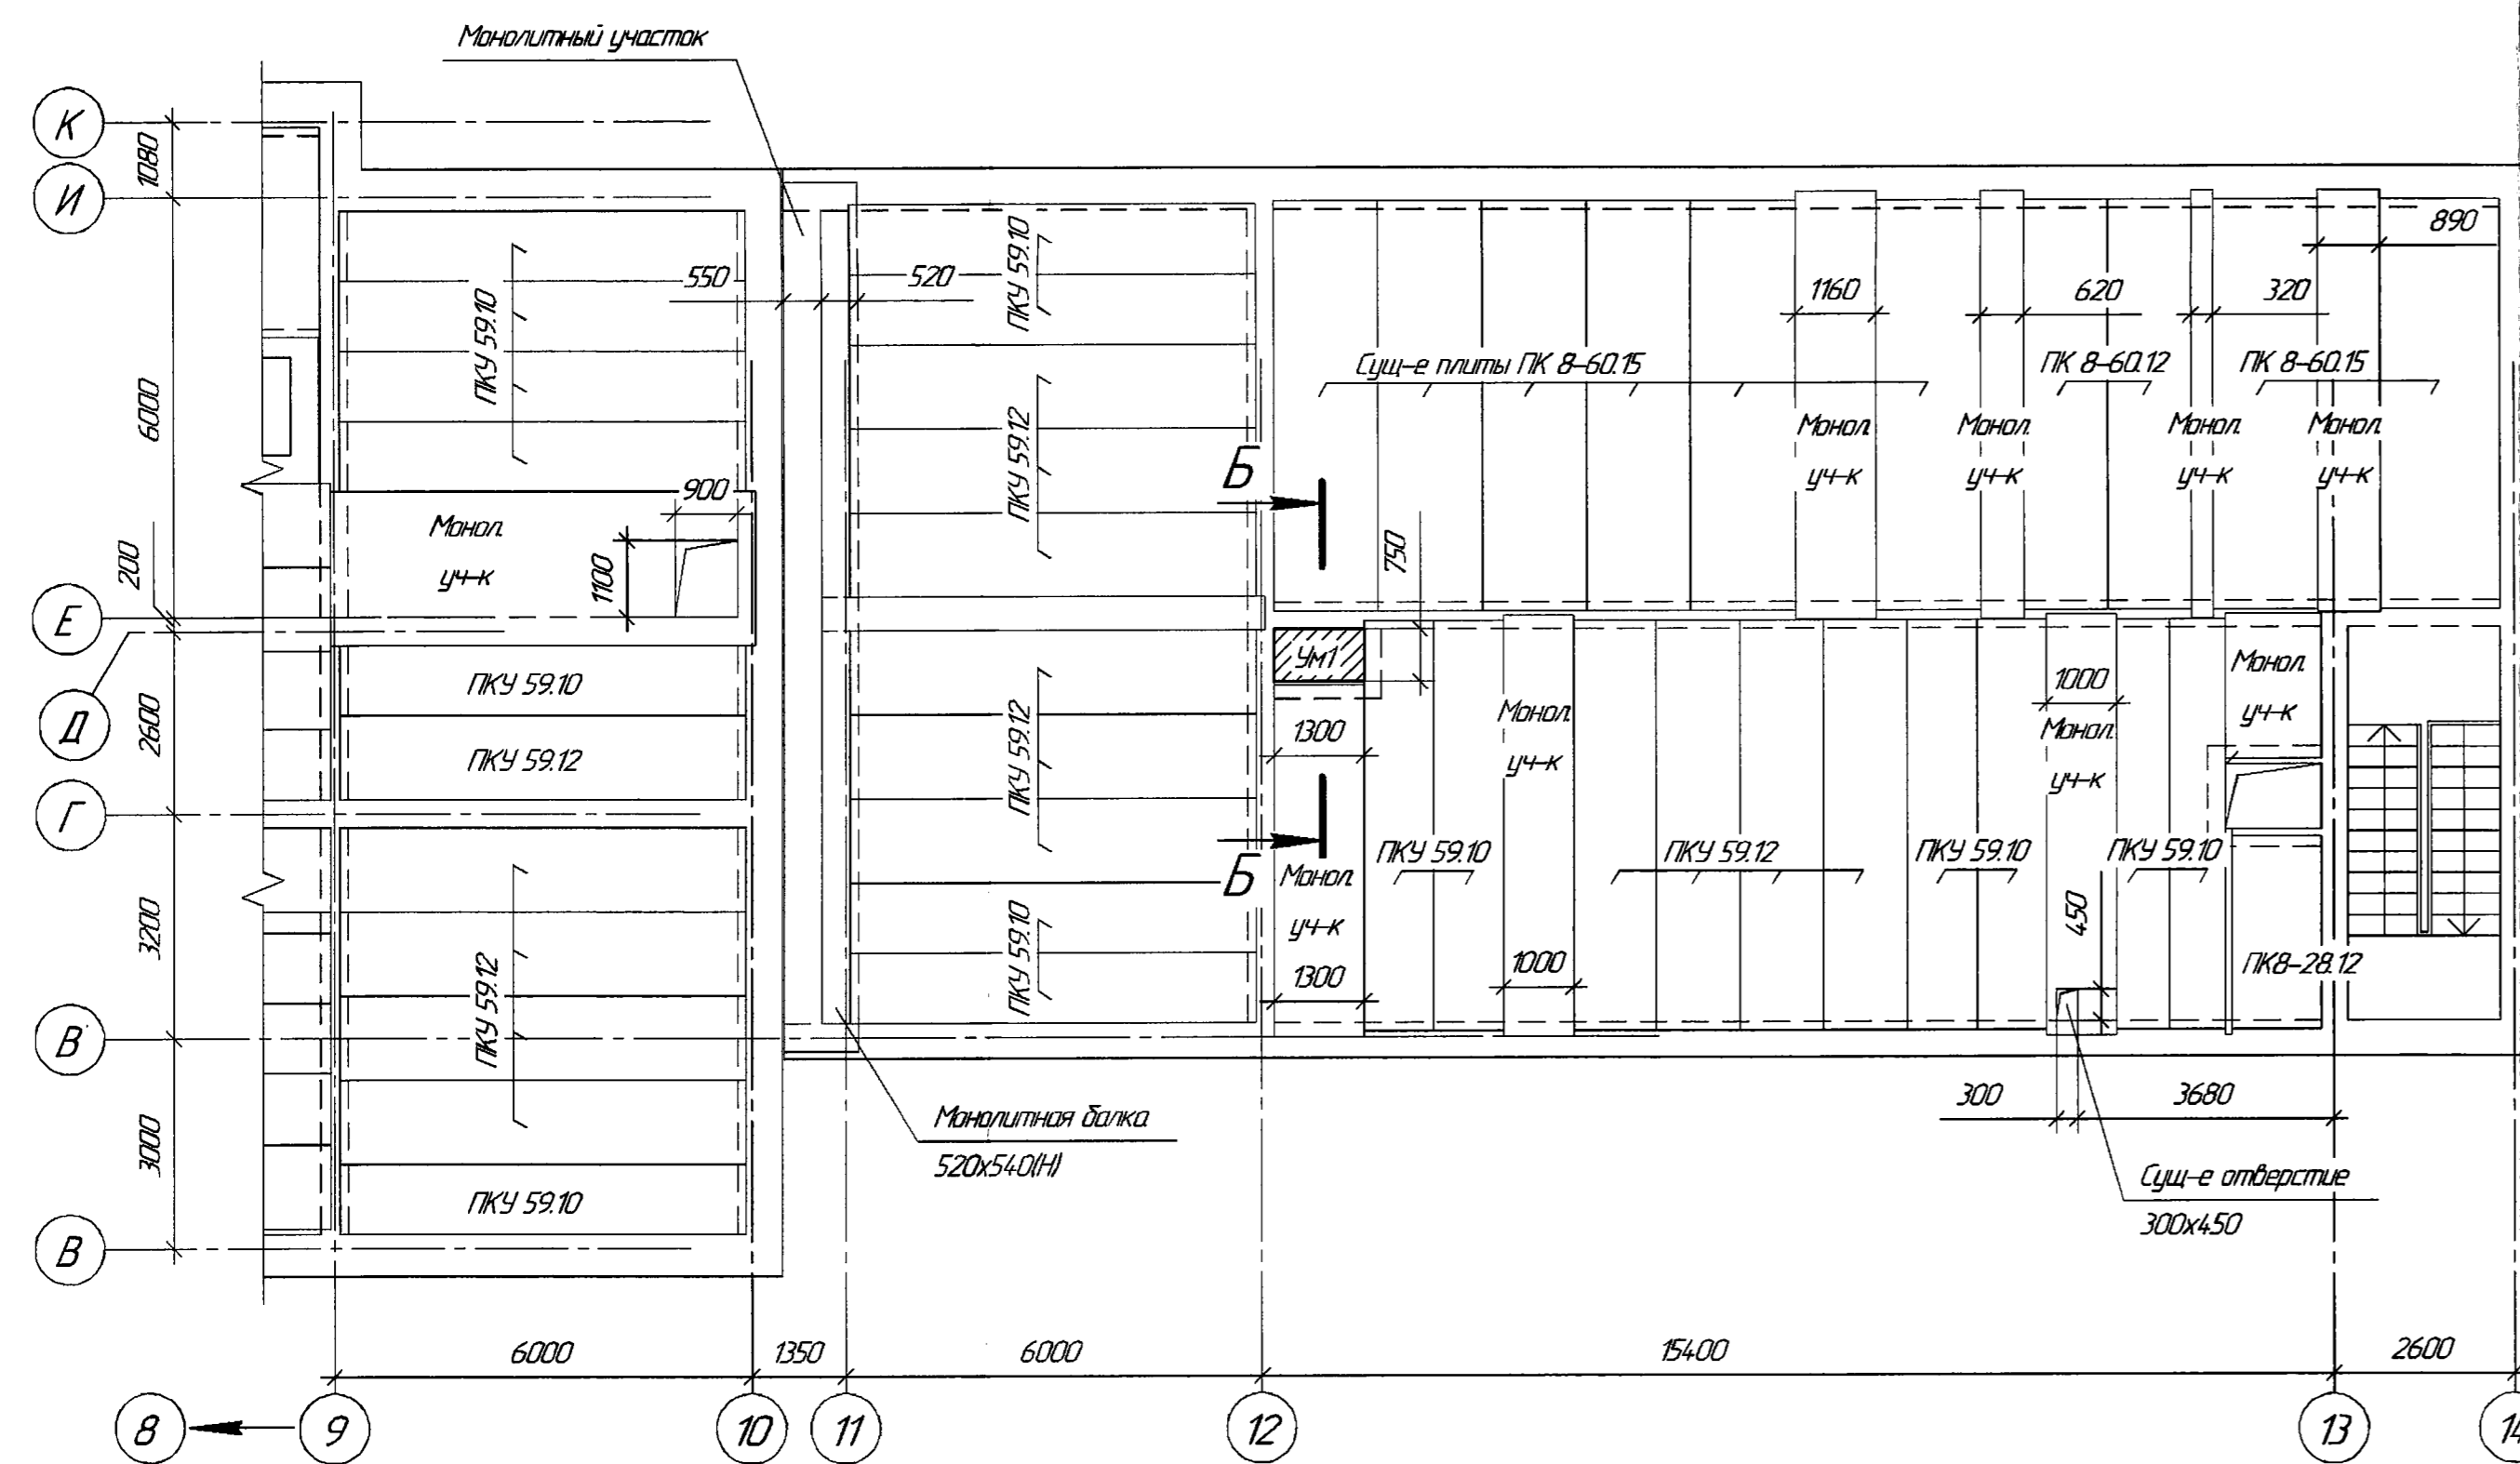 Монолитный участок
К
1080
И
890
550
520
ПКУ 59.10
ПКУ 59.10
1160
620
320
Сущ-е плиты ПК 8-60.15
ПК 8-60.12
ПК 8-60.15
6000
ПКУ 59.12
Монол.
уч-к
Монол.
уч-к
Монол.
уч-к
Монол.
уч-к
Б
900
Монол.
уч-к
1100
750
200
Е
Ум1
Д
2600
ПКУ 59.10
ПКУ 59.12
ПКУ 59.12
1300
Монол.
уч-к
1000
Монол.
уч-к
Монол.
уч-к
Г
Б
ПКУ 59.10
ПКУ 59.12
ПКУ 59.10
ПКУ 59.10
Монол.
уч-к
1300
1000
450
ПК8-28.12
3200
ПКУ 59.12
ПКУ 59.10
В
3000
Монолитная балка
520х540(Н)
300
3680
Сущ-е отверстие
300х450
ПКУ 59.10
В
6000
1350
6000
15400
2600
8
9
10
11
12
13
14